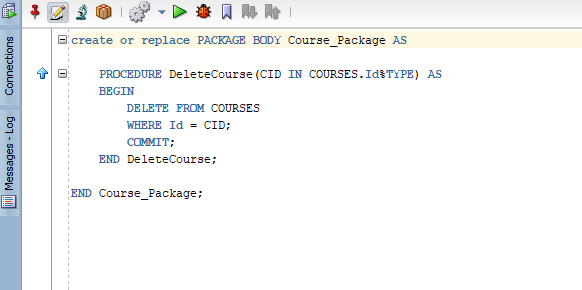 create or replace PACKAGE BODY Course_Package AS
PROCEDURE DeleteCourse(CID IN COURSES.Id%TYPE) AS
BEGIN
DELETE FROM COURSES
WHERE Id = CID;
COMMIT;
END DeleteCourse;
END Course_Package;
Connections
Messages - Log